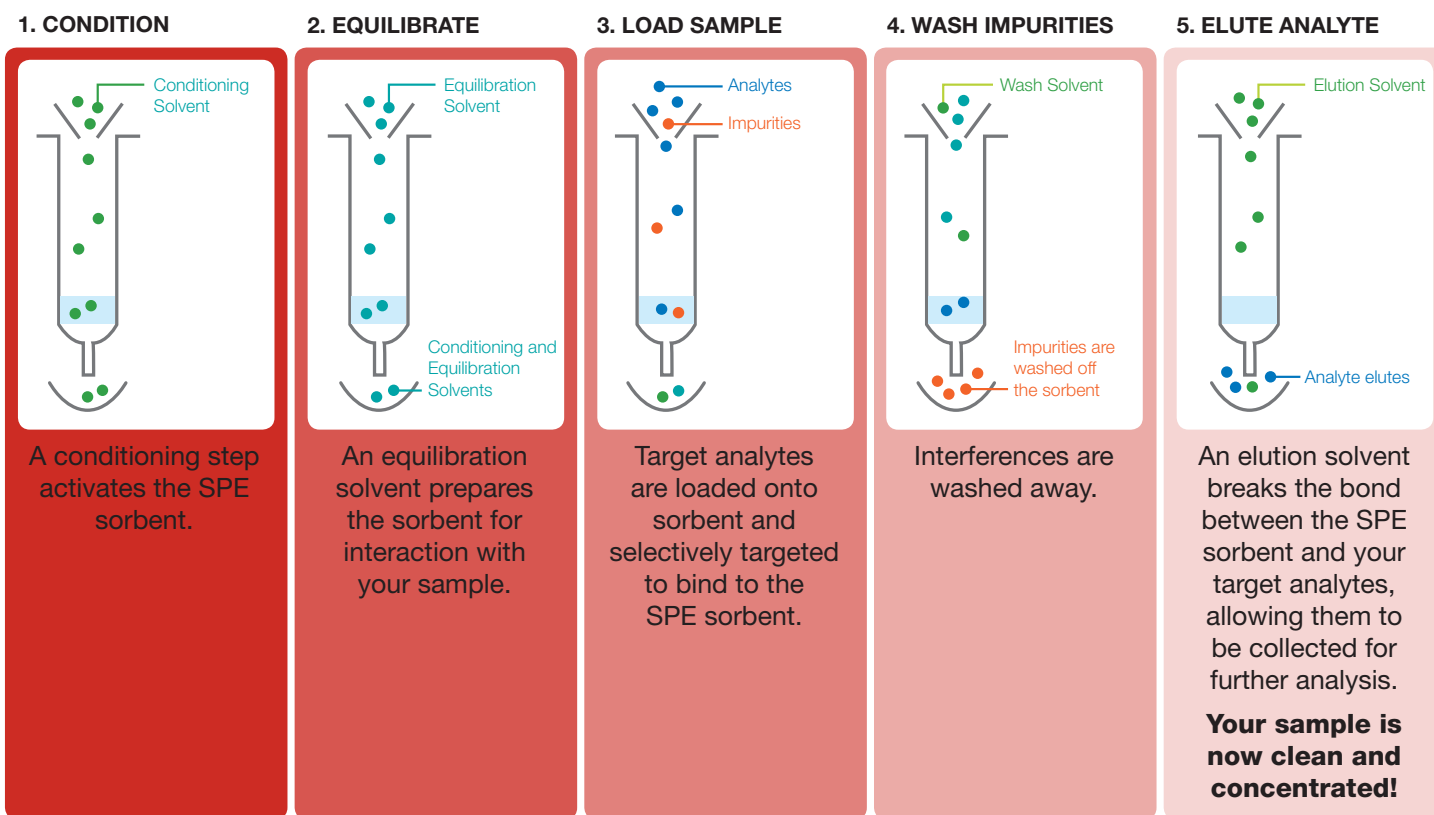 1. CONDITION
Conditioning
Solvent
A conditioning step
activates the SPE
sorbent.
2. EQUILIBRATE
Equilibration
Solvent
Conditioning and
Equilibration
Solvents
An equilibration
solvent prepares
the sorbent for
interaction with
your sample.
3. LOAD SAMPLE
Analytes
Impurities
Target analytes
are loaded onto
sorbent and
selectively targeted
to bind to the
SPE sorbent.
4. WASH IMPURITIES
Wash Solvent
Impurities are
washed off
the sorbent
Interferences are
washed away.
5. ELUTE ANALYTE
Elution Solvent
Analyte elutes
An elution solvent
breaks the bond
between the SPE
sorbent and your
target analytes,
allowing them to
be collected for
further analysis.
Your sample is
now clean and
concentrated!